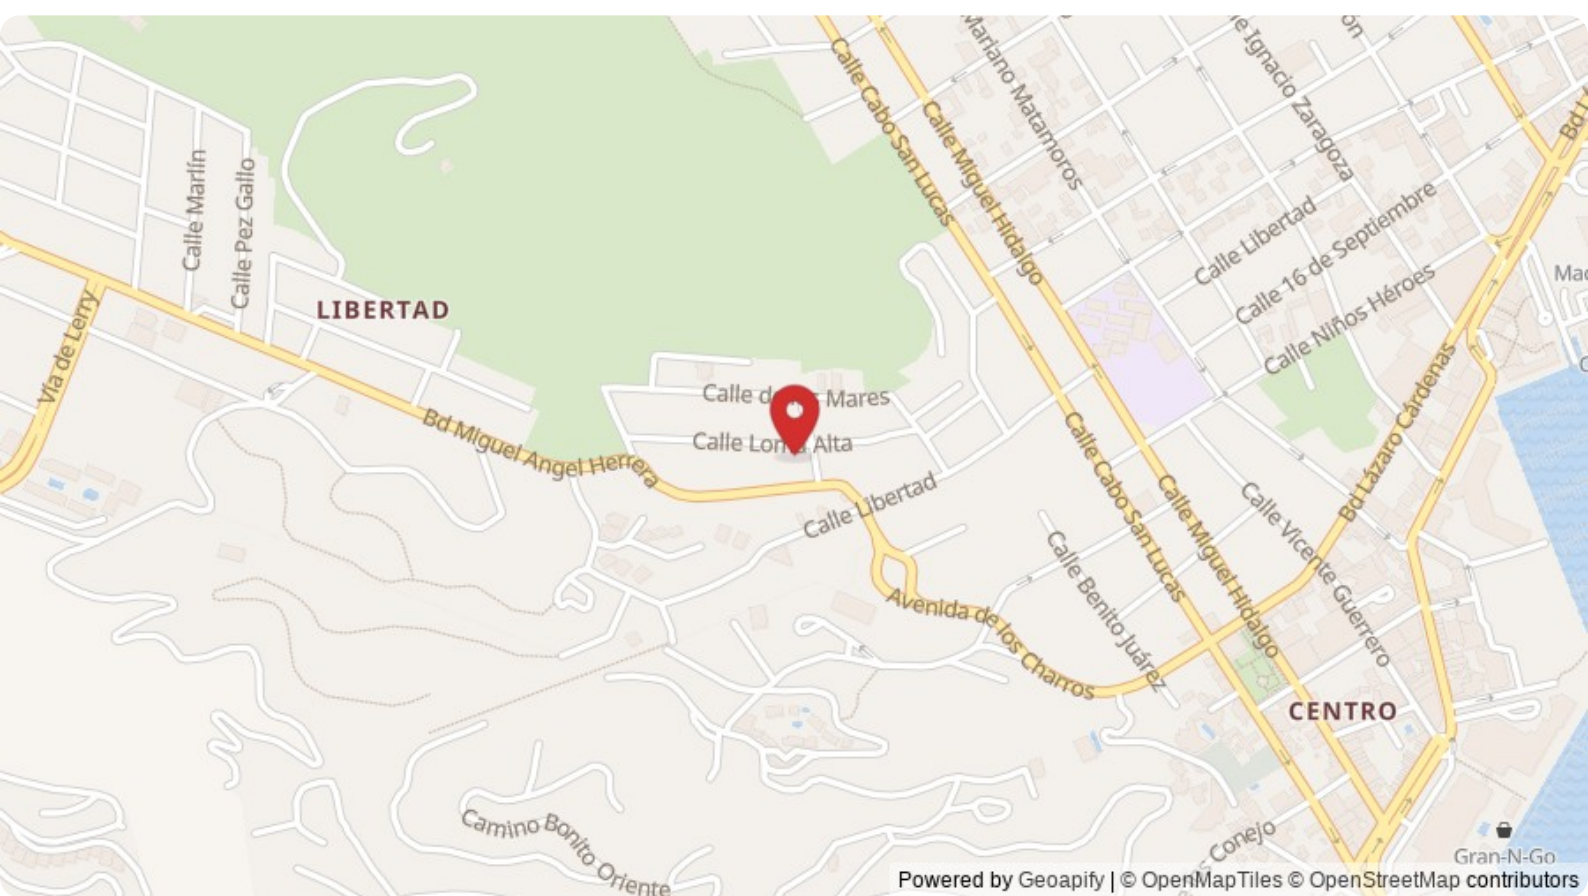 Calle Cabo San Lucas
Calle Miguel Hidalgo
Mariano Matamoros
Ignacio Zaragoza
Calle Marlín
Calle Pez Gallo
Calle Libertad
Calle 16 de Septiembre
Calle Niños Héroes
LIBERTAD
Vía de Lerry
Bd Miguel Angel Herrera
Mares
Calle
Calle Libertad
Bd Lázaro Cárdenas
Calle Cabo San Lucas
Calle Miguel Hidalgo
Calle Vicente Guerrero
Calle Benito Juárez
Avenida de los Charros
CENTRO
Camino Bonito Oriente
Conejo
Gran-N-Go
Powered by Geoapify | © OpenMapTiles © OpenStreetMap contributors